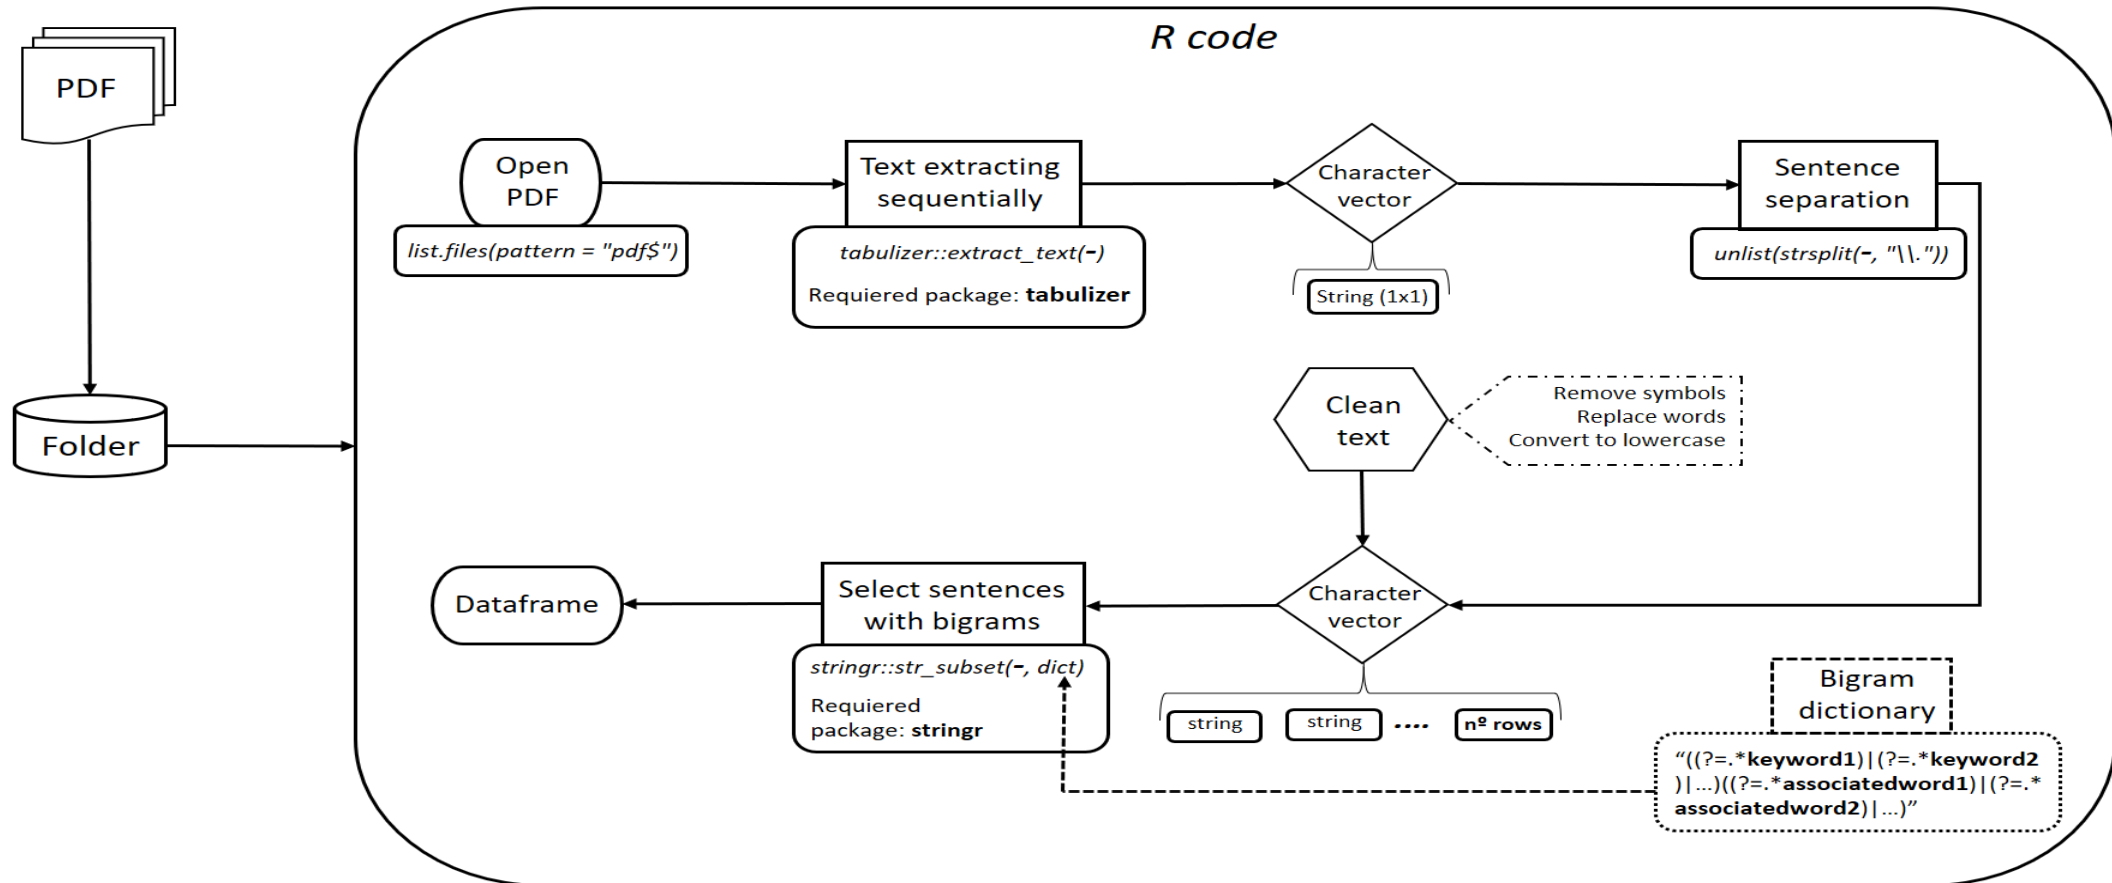 R code
PDF
Folder
Open
PDF
list.files(pattern = "pdf$")
Text extracting
sequentially
tabulizer::extract_text(-)
Requiered package: tabulizer
Character
vector
String (1x1)
Sentence
separation
unlist(strsplit(-, "\\."))
Clean
text
Remove symbols
Replace words
Convert to lowercase
Character
vector
string
string
....
nº rows
Select sentences
with bigrams
stringr::str_subset(-, dict)
Requiered
package: stringr
Dataframe
Bigram
dictionary
“((?=.*keyword1)|(?=.*keyword2
)|...)((?=.*associatedword1)|(?=.*
associatedword2)|...)”